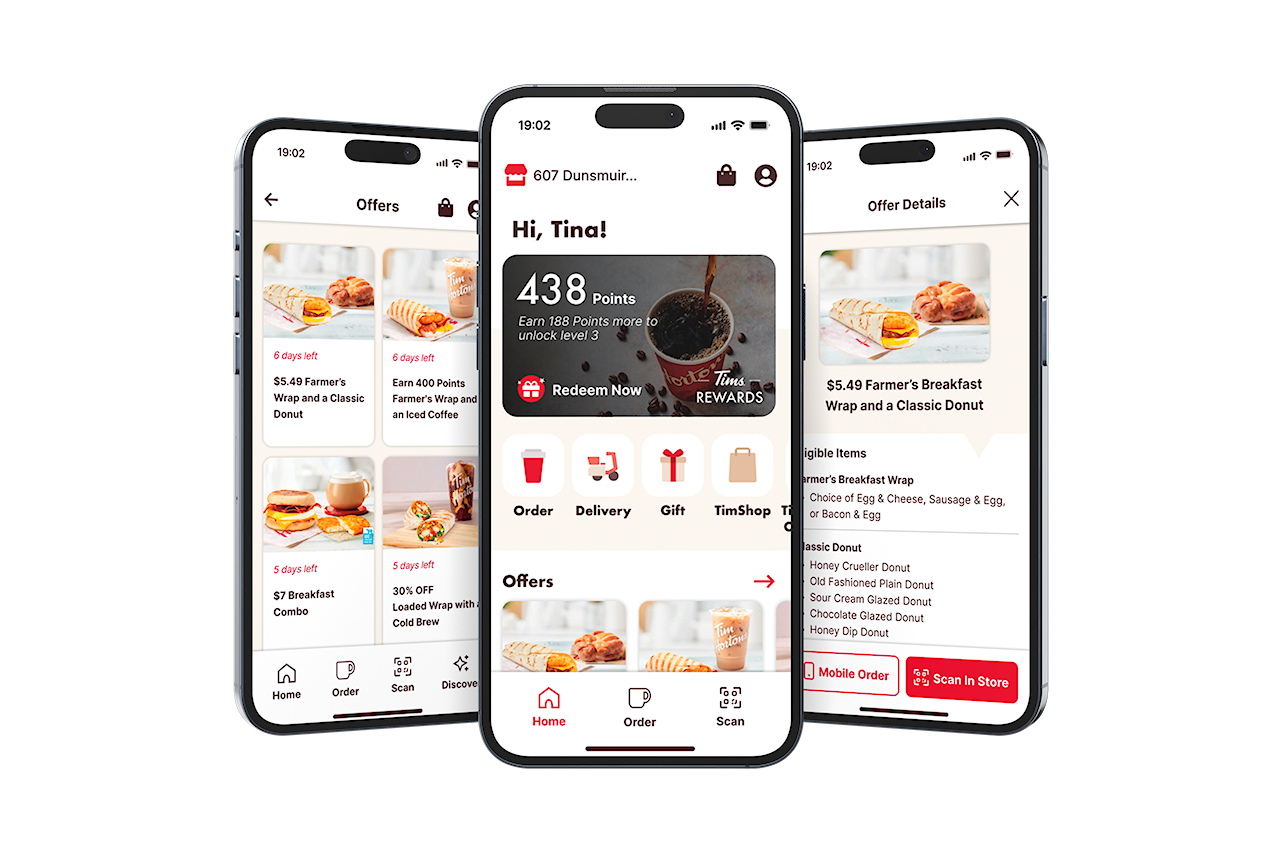 19:02
Offers
6 days left
$5.49 Farmer's
Wrap and a Classic
Donut
6 days left
Earn 400 Points
Farmer's Wrap and
an Iced Coffee
Tim
Hortons
5 days left
$7 Breakfast
Combo
5 days left
30% OFF
Loaded Wrap with a
Cold Brew
Home
Order
Scan
Discove
19:02
607 Dunsmuir...
Hi, Tina!
438 Points
Earn 188 Points more to
unlock level 3
Redeem Now
Tims
REWARDS
Order
Delivery
Gift
TimShop
Ti
Offers
Tim
Hortons
Home
Order
Scan
19:02
Offer Details
$5.49 Farmer's Breakfast
Wrap and a Classic Donut
igible Items
armer's Breakfast Wrap
Choice of Egg & Cheese, Sausage & Egg,
or Bacon & Egg
lassic Donut
Honey Crueller Donut
Old Fashioned Plain Donut
Sour Cream Glazed Donut
Chocolate Glazed Donut
Honey Dip Donut
Mobile Order
Scan In Store